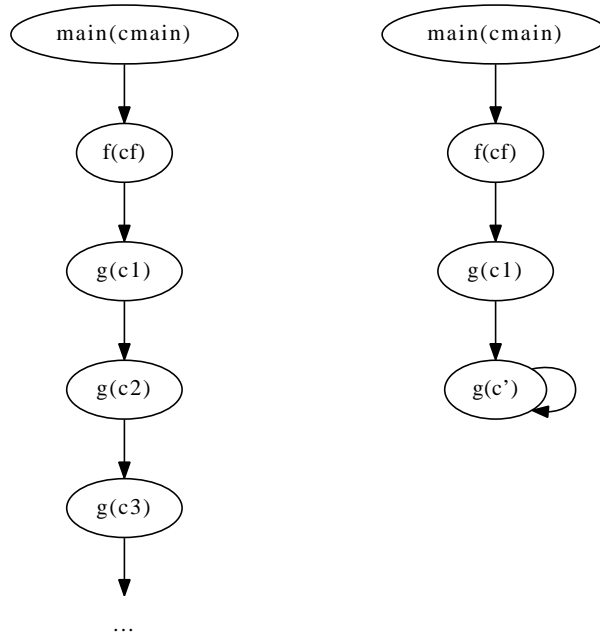 main(cmain)
f(cf)
g(c1)
g(c2)
g(c3)
...
main(cmain)
f(cf)
g(c1)
g(c’)